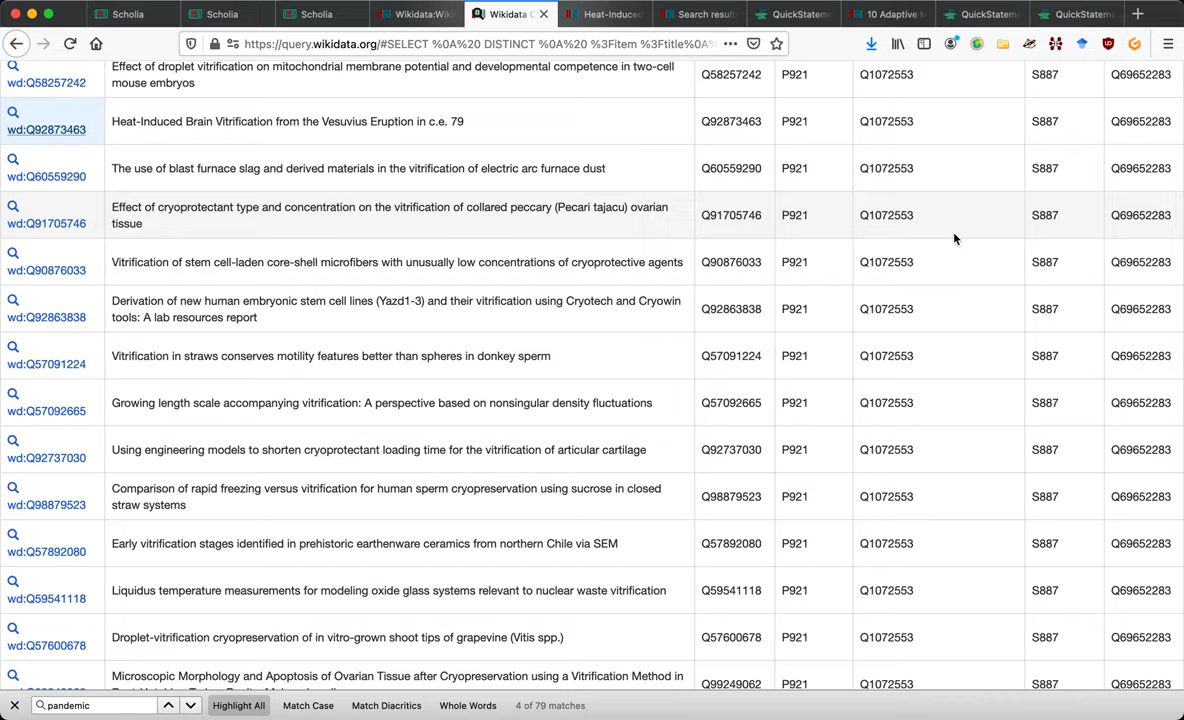 Scholia
Scholia
Scholia
Wikidata:Wiki
Wikidata
Heat-Induced
Search results
QuickStateme
10 Adaptive M
QuickStateme
QuickStateme
https://query.wikidata.org/#SELECT %0A%20 DISTINCT %0A%20 %3Fitem %3Ftitle%0A
wd:Q58257242 Effect of droplet vitrification on mitochondrial membrane potential and developmental competence in two-cell Q58257242 P921 Q1072553 S887 Q69652283
mouse embryos
wd:Q92873463 Heat-Induced Brain Vitrification from the Vesuvius Eruption in c.e. 79 Q92873463 P921 Q1072553 S887 Q69652283
wd:Q60559290 The use of blast furnace slag and derived materials in the vitrification of electric arc furnace dust Q60559290 P921 Q1072553 S887 Q69652283
wd:Q91705746 Effect of cryoprotectant type and concentration on the vitrification of collared peccary (Pecari tajacu) ovarian Q91705746 P921 Q1072553 S887 Q69652283
tissue
wd:Q90876033 Vitrification of stem cell-laden core-shell microfibers with unusually low concentrations of cryoprotective agents Q90876033 P921 Q1072553 S887 Q69652283
wd:Q92863838 Derivation of new human embryonic stem cell lines (Yazd1-3) and their vitrification using Cryotech and Cryowin Q92863838 P921 Q1072553 S887 Q69652283
tools: A lab resources report
wd:Q57091224 Vitrification in straws conserves motility features better than spheres in donkey sperm Q57091224 P921 Q1072553 S887 Q69652283
wd:Q57092665 Growing length scale accompanying vitrification: A perspective based on nonsingular density fluctuations Q57092665 P921 Q1072553 S887 Q69652283
wd:Q92737030 Using engineering models to shorten cryoprotectant loading time for the vitrification of articular cartilage Q92737030 P921 Q1072553 S887 Q69652283
wd:Q98879523 Comparison of rapid freezing versus vitrification for human sperm cryopreservation using sucrose in closed Q98879523 P921 Q1072553 S887 Q69652283
straw systems
wd:Q57892080 Early vitrification stages identified in prehistoric earthenware ceramics from northern Chile via SEM Q57892080 P921 Q1072553 S887 Q69652283
wd:Q59541118 Liquidus temperature measurements for modeling oxide glass systems relevant to nuclear waste vitrification Q59541118 P921 Q1072553 S887 Q69652283
wd:Q57600678 Droplet-vitrification cryopreservation of in vitro-grown shoot tips of grapevine (Vitis spp.) Q57600678 P921 Q1072553 S887 Q69652283
Microscopic Morphology and Apoptosis of Ovarian Tissue after Cryopreservation using a Vitrification Method in Q99249062 P921 Q1072553 S887 Q69652283
pandemic Highlight All Match Case Match Diacritics Whole Words 4 of 79 matches